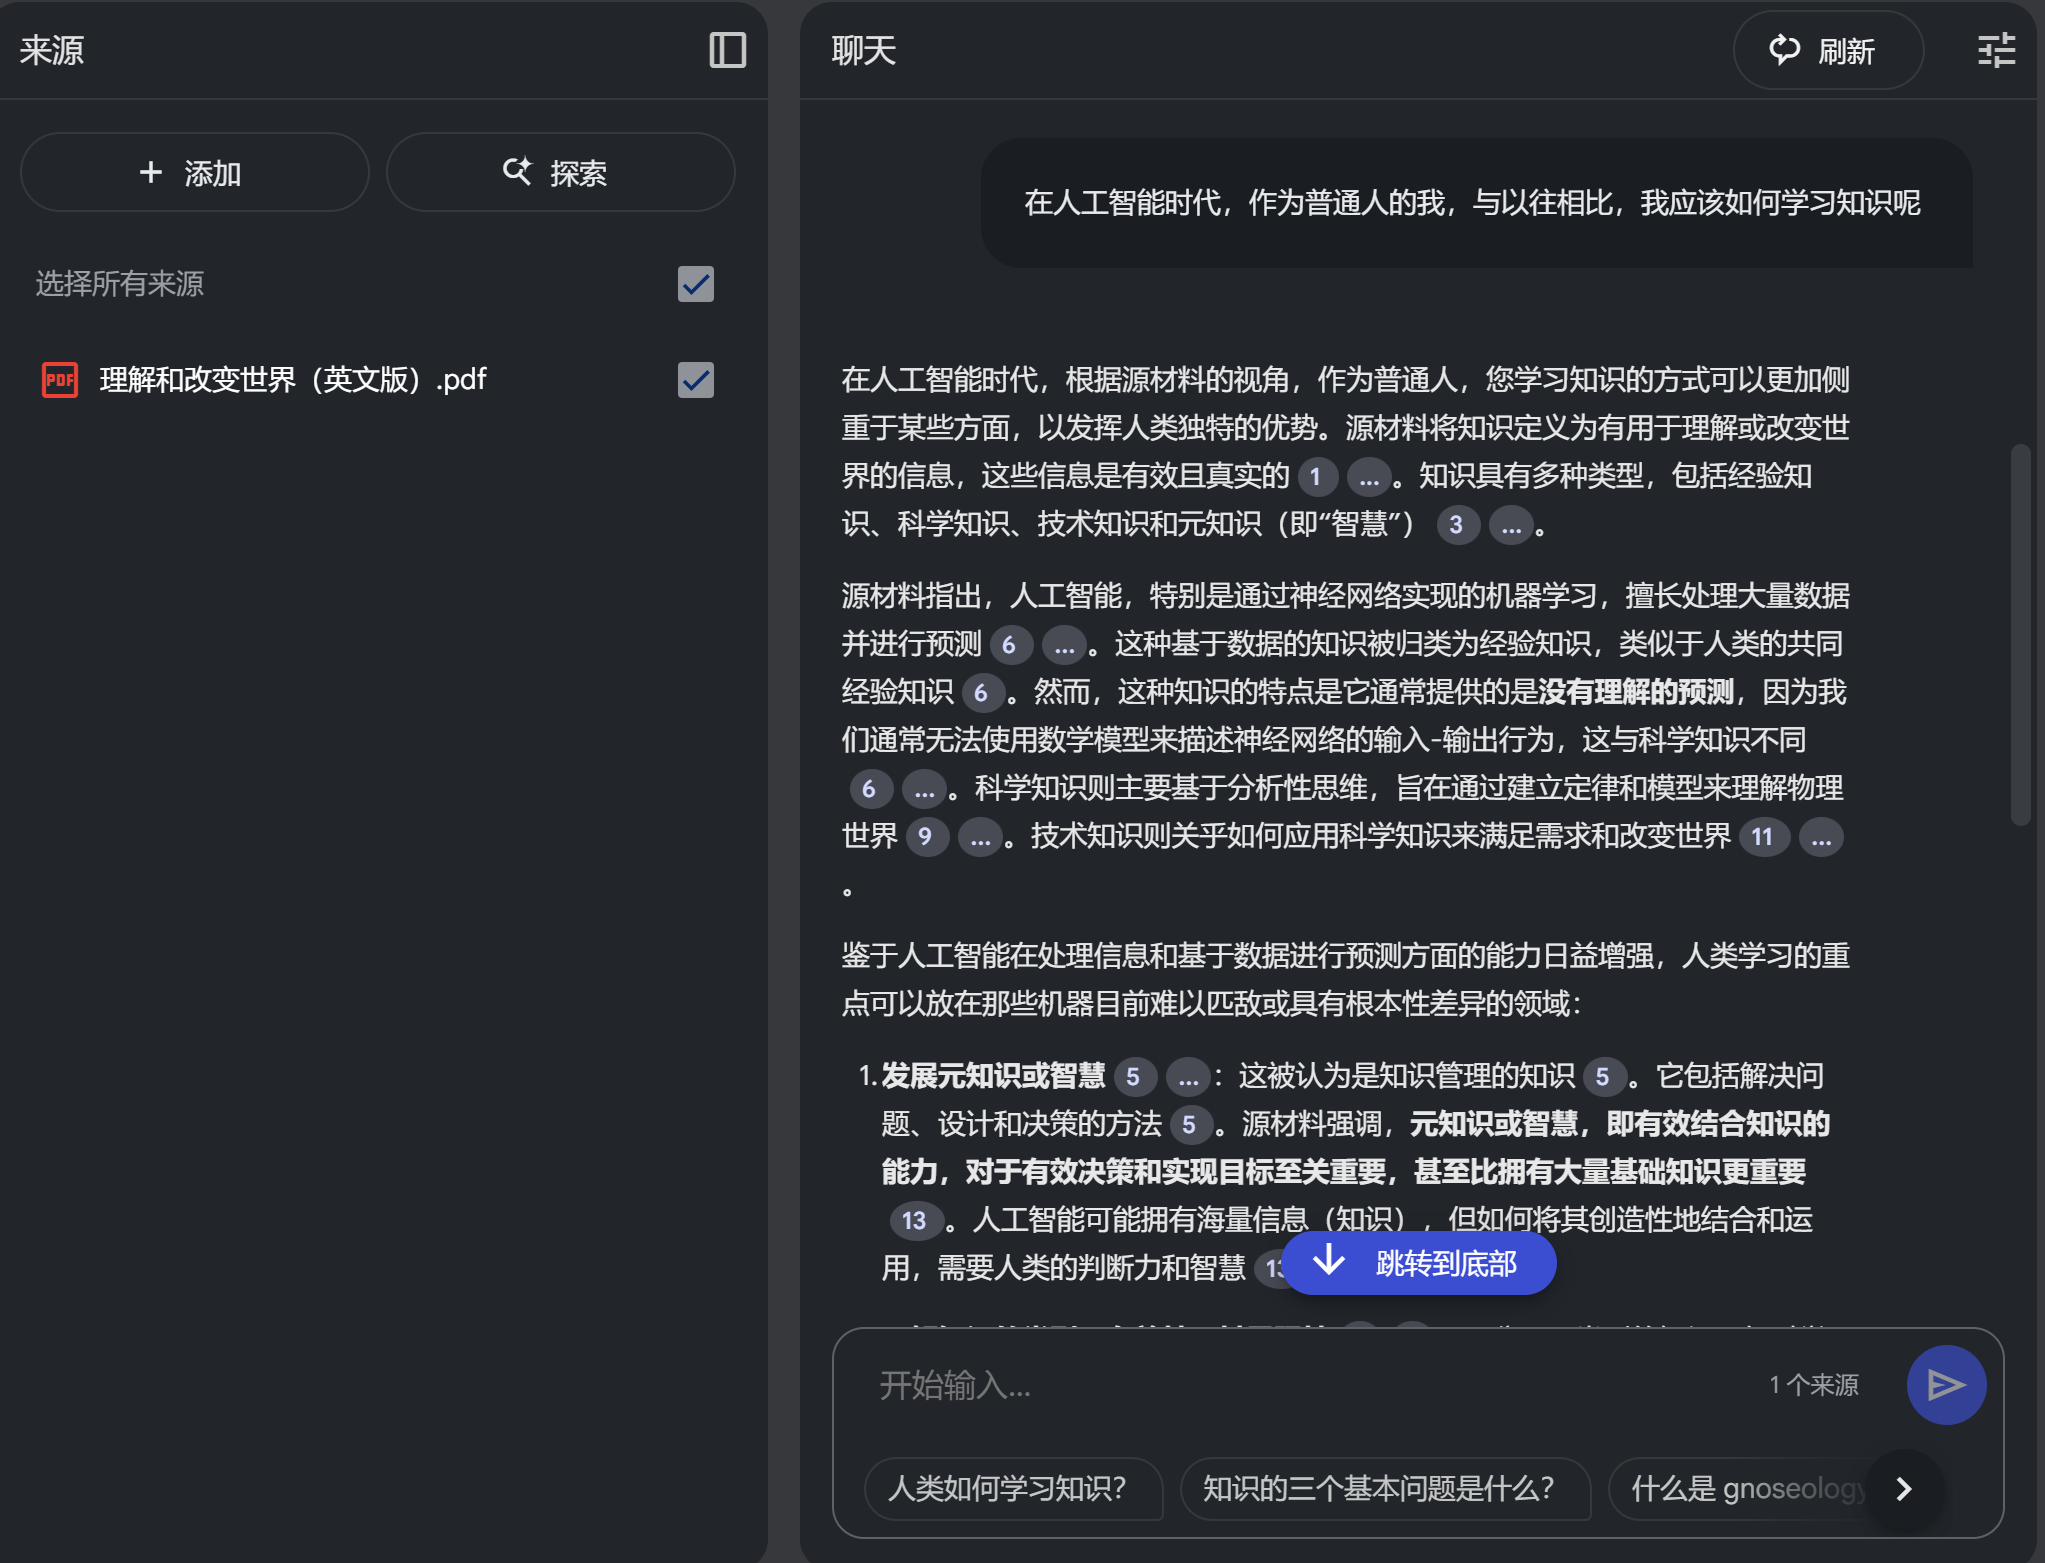 来源
添加
探索
选择所有来源
PDF 理解和改变世界（英文版）.pdf
聊天
刷新
在人工智能时代，作为普通人的我，与以往相比，我应该如何学习知识呢
在人工智能时代，根据源材料的视角，作为普通人，您学习知识的方式可以更加侧
重于某些方面，以发挥人类独特的优势。源材料将知识定义为有用于理解或改变世
界的信息，这些信息是有效且真实的 1 ... 。知识具有多种类型，包括经验知
识、科学知识、技术知识和元知识（即“智慧”） 3 ... 。
源材料指出，人工智能，特别是通过神经网络实现的机器学习，擅长处理大量数据
并进行预测 6 ... 。这种基于数据的知识被归类为经验知识，类似于人类的共同
经验知识 6 。然而，这种知识的特点是它通常提供的是没有理解的预测，因为我
们通常无法使用数学模型来描述神经网络的输入-输出行为，这与科学知识不同
6 ... 。科学知识则主要基于分析性思维，旨在通过建立定律和模型来理解物理
世界 9 ... 。技术知识则关乎如何应用科学知识来满足需求和改变世界 11 ...
。
鉴于人工智能在处理信息和基于数据进行预测方面的能力日益增强，人类学习的重
点可以放在那些机器目前难以匹敌或具有根本性差异的领域：
1. 发展元知识或智慧 5 ... ：这被认为是知识管理的知识 5 。它包括解决问
题、设计和决策的方法 5 。源材料强调，元知识或智慧，即有效结合知识的
能力，对于有效决策和实现目标至关重要，甚至比拥有大量基础知识更重要
13 。人工智能可能拥有海量信息（知识），但如何将其创造性地结合和运
用，需要人类的判断力和智慧
跳转到底部
开始输入...
1 个来源
人类如何学习知识？
知识的三个基本问题是什么？
什么是 gnoseology